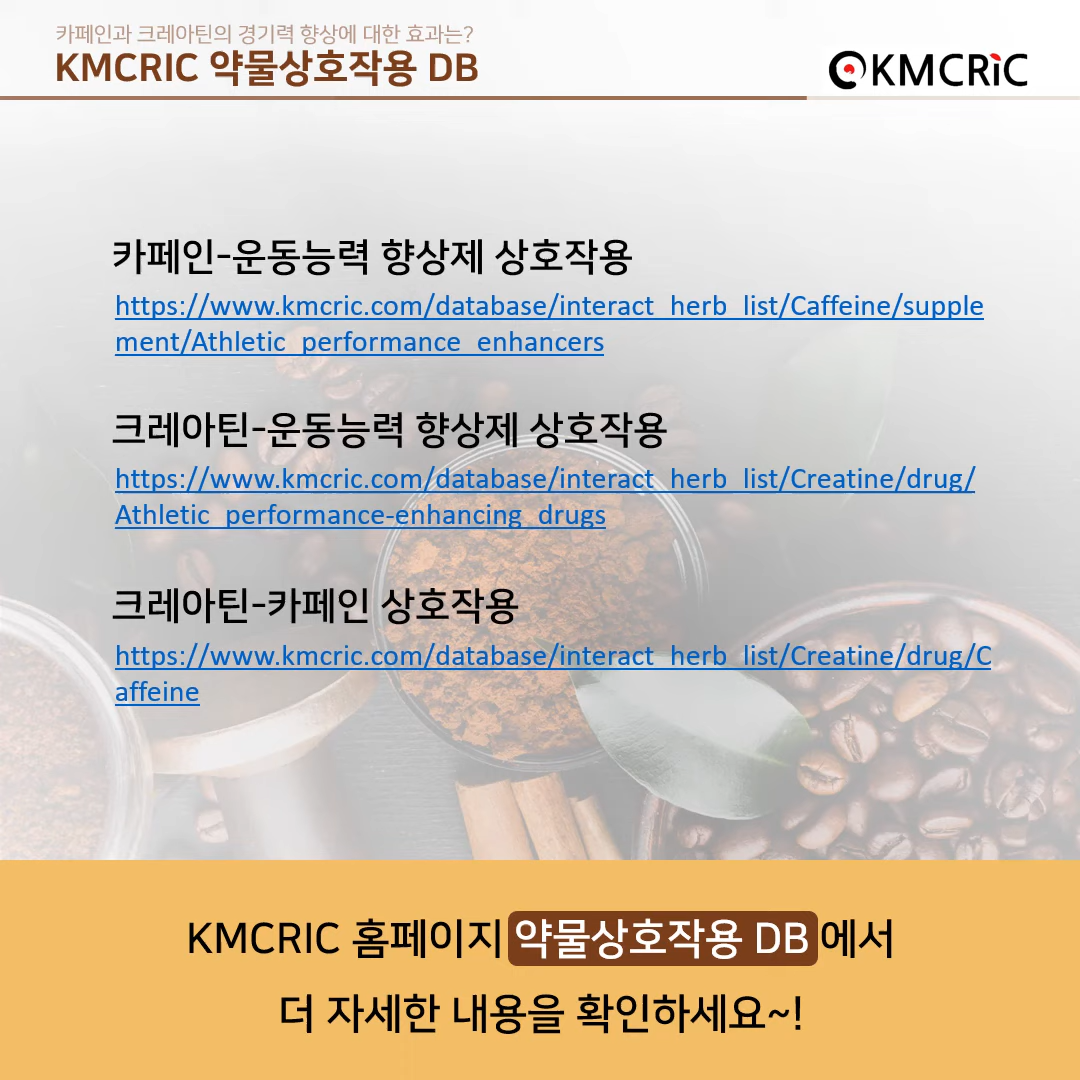 카페인과 크레아틴의 경기력 향상에 대한 효과는?
KMCRIC 약물상호작용 DB
KMCRiC
카페인-운동능력 향상제 상호작용
https://www.kmcric.com/database/interact_herb_list/Caffeine/supple
ment/Athletic_performance_enhancers
크레아틴-운동능력 향상제 상호작용
https://www.kmcric.com/database/interact_herb_list/Creatine/drug/
Athletic_performance-enhancing_drugs
크레아틴-카페인 상호작용
https://www.kmcric.com/database/interact_herb_list/Creatine/drug/C
affeine
KMCRIC 홈페이지 약물상호작용 DB 에서
더 자세한 내용을 확인하세요~!